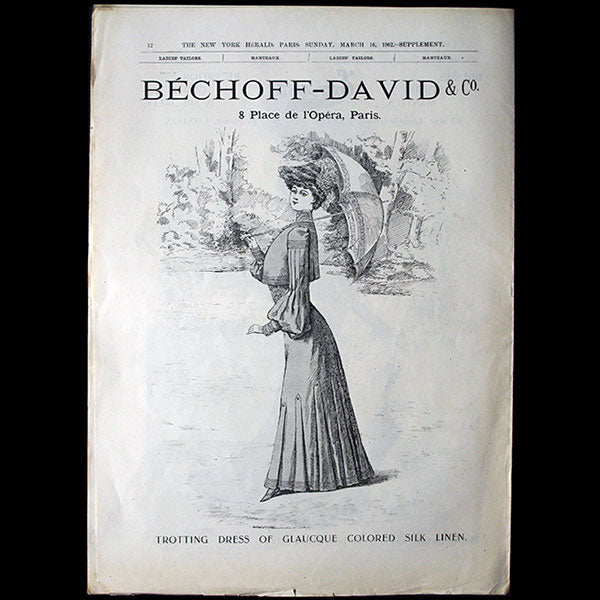 12 THE NEW YORK HERALD, PARIS, SUNDAY, MARCH 16, 1902.—SUPPLEMENT.
LADIES' TAILORS. MANTEAUX. LADIES' TAILORS. MANTEAUX.
BÉCHOFF-DAVID & Co.
8 Place de l'Opéra, Paris.
TROTTING DRESS OF GLAUCQUE COLORED SILK LINEN.